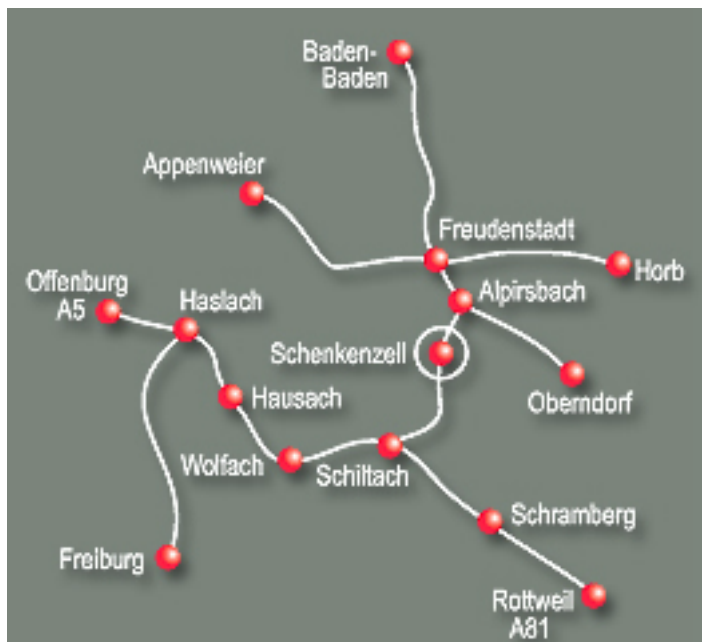 Baden-
Baden
Appenweier
Freudenstadt
Horb
Offenburg
A5
Haslach
Alpirsbach
Schenkenzell
Hausach
Oberndorf
Wolfach
Schiltach
Schramberg
Freiburg
Rottweil
A81